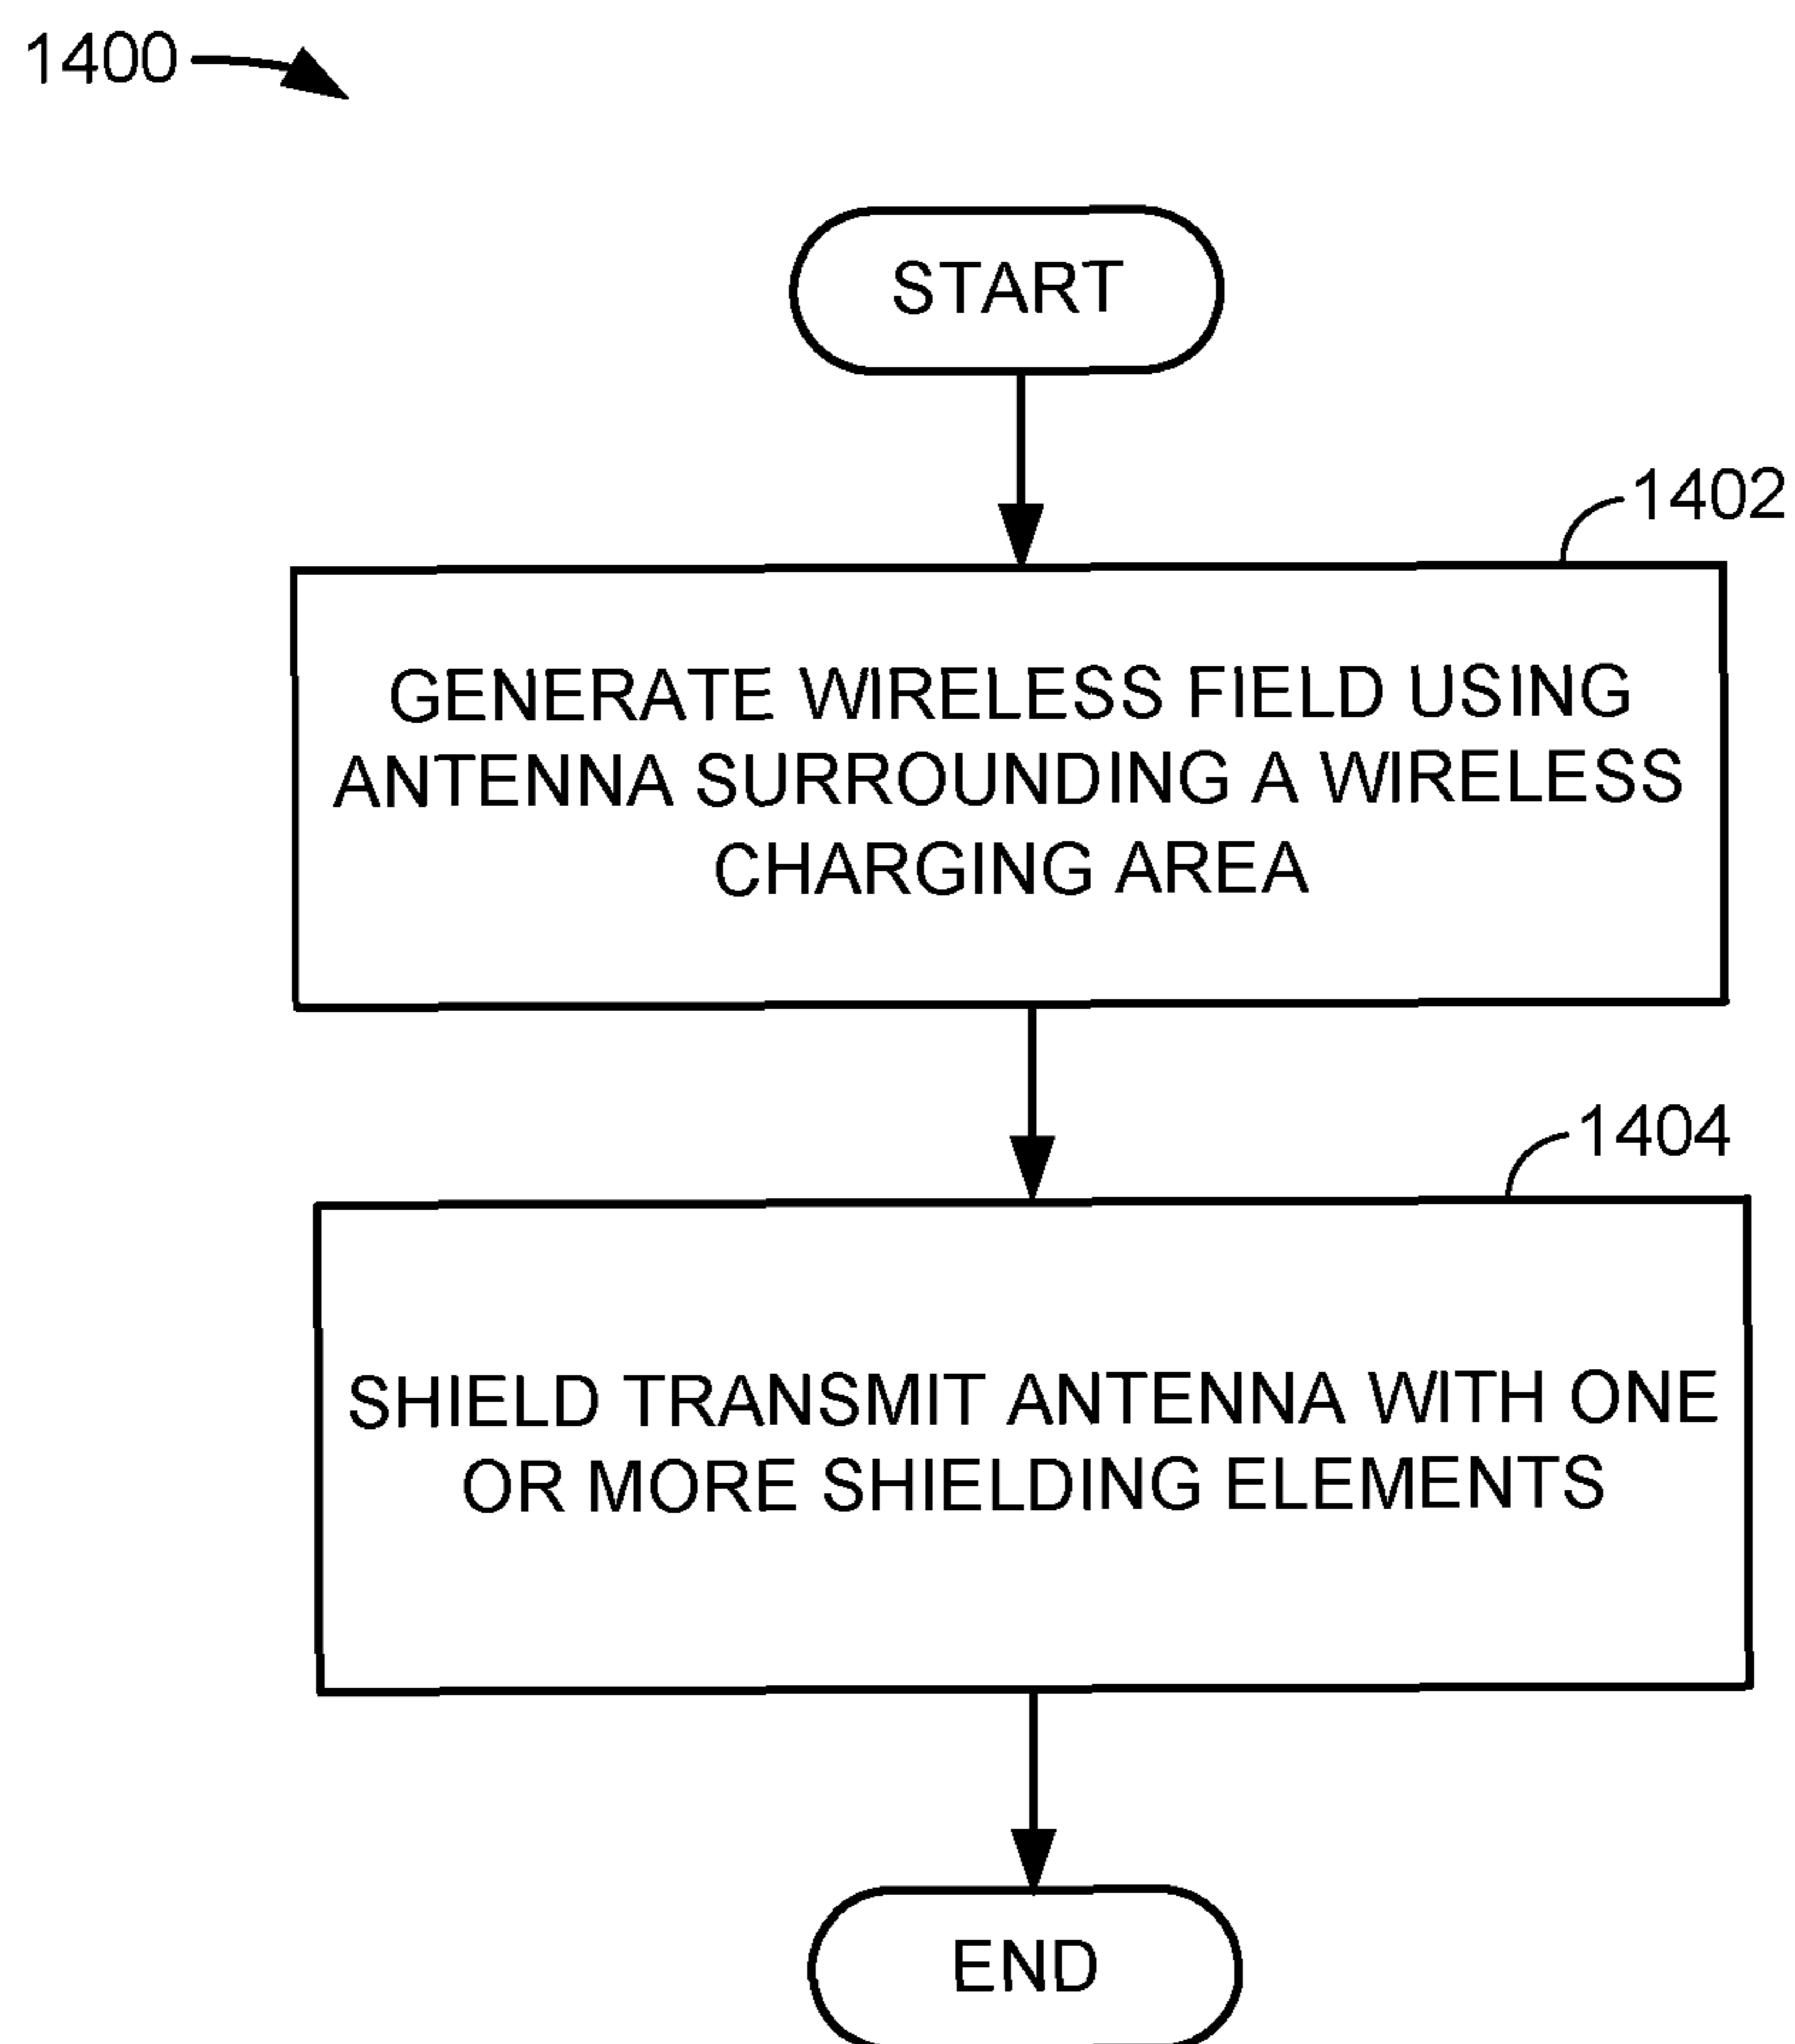 1400
START
1402
GENERATE WIRELESS FIELD USING
ANTENNA SURROUNDING A WIRELESS
CHARGING AREA
1404
SHIELD TRANSMIT ANTENNA WITH ONE
OR MORE SHIELDING ELEMENTS
END